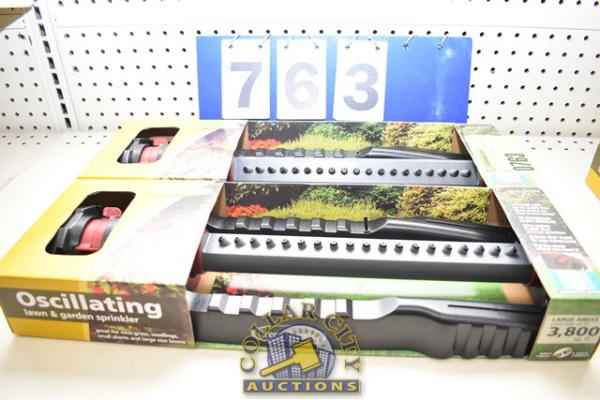 763
0763
Oscillating
lawn & garden sprinkler
great for new grass, seedlings,
small plants and large size lawns
LARGE AREAS
3,800
COLLAR CITY
AUCTIONS